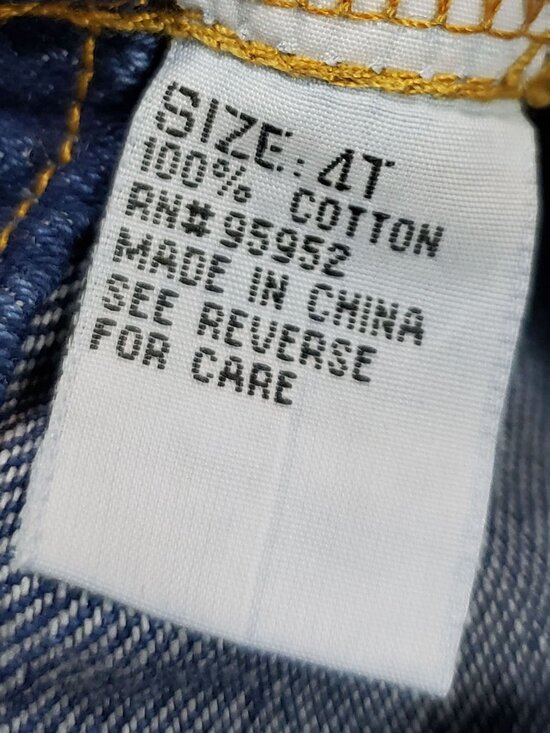 SIZE: 4T
100% COTTON
RN#95952
MADE IN CHINA
SEE REVERSE
FOR CARE